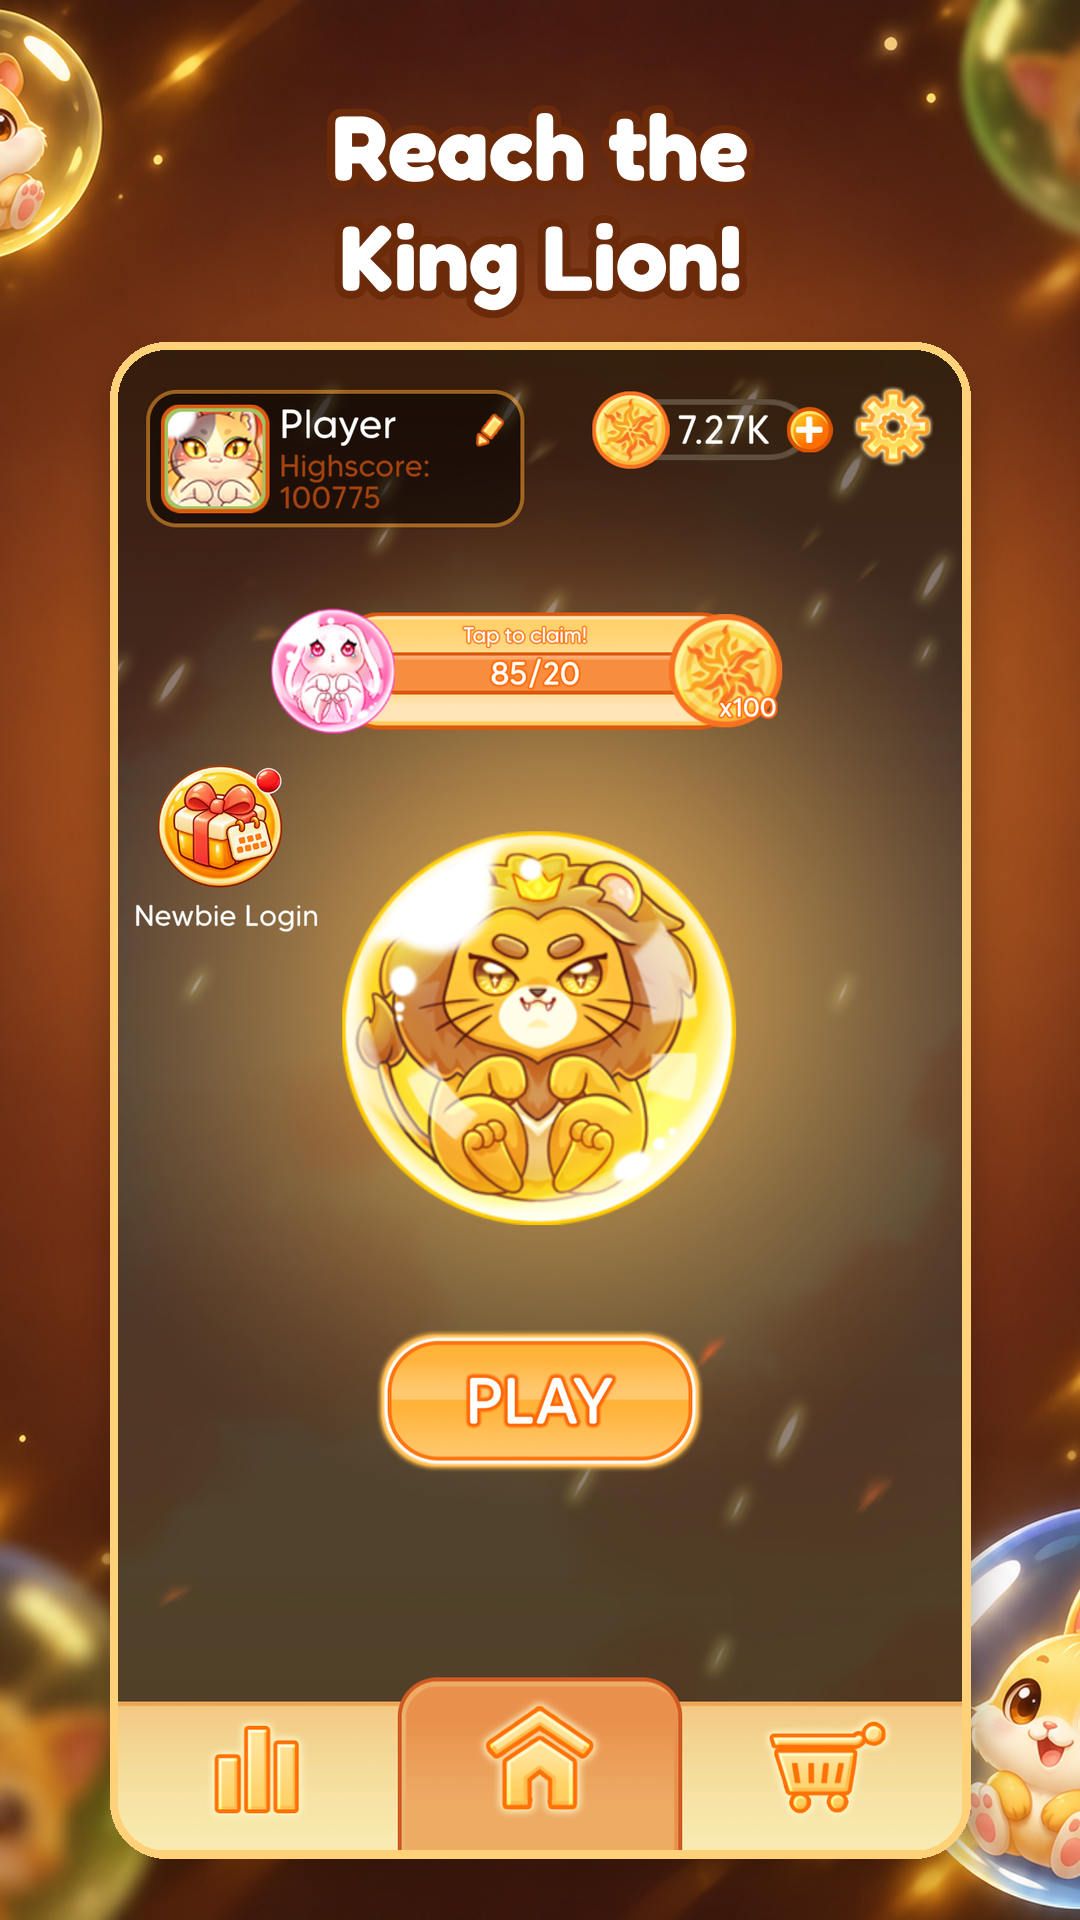 Reach the
King Lion!
Player
Highscore:
100775
7.27K
Tap to claim!
85/20
x100
Newbie Login
PLAY